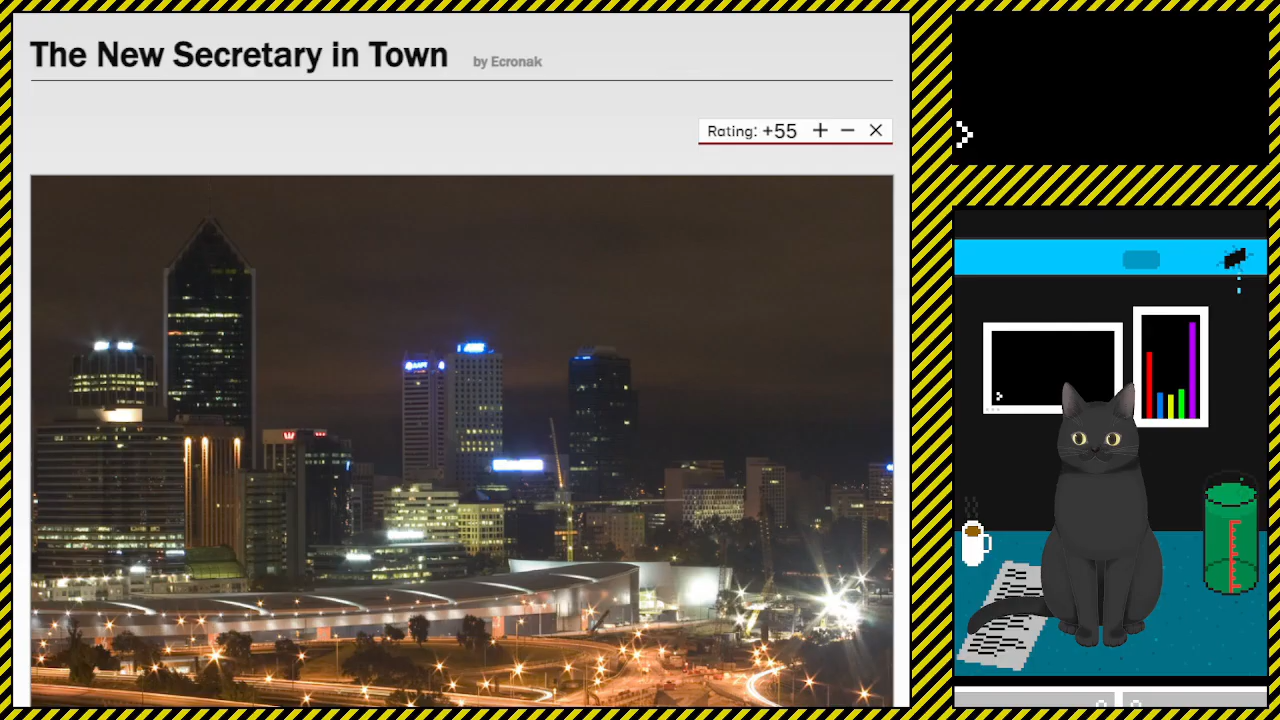 The New Secretary in Town by Ecronak
Rating: +55 + − ×